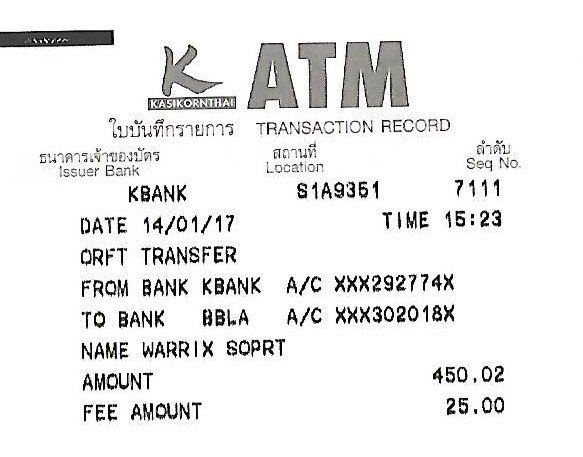 K ATM
KASIKORNTHAI
ใบบันทึกรายการ TRANSACTION RECORD
ธนาคารเจ้าของบัตร สถานที่ ลำดับ
Issuer Bank Location Seq No.
KBANK S1A9351 7111
DATE 14/01/17 TIME 15:23
ORFT TRANSFER
FROM BANK KBANK A/C XXX292774X
TO BANK BBLA A/C XXX302018X
NAME WARRIX SOPRT
AMOUNT 450.02
FEE AMOUNT 25.00